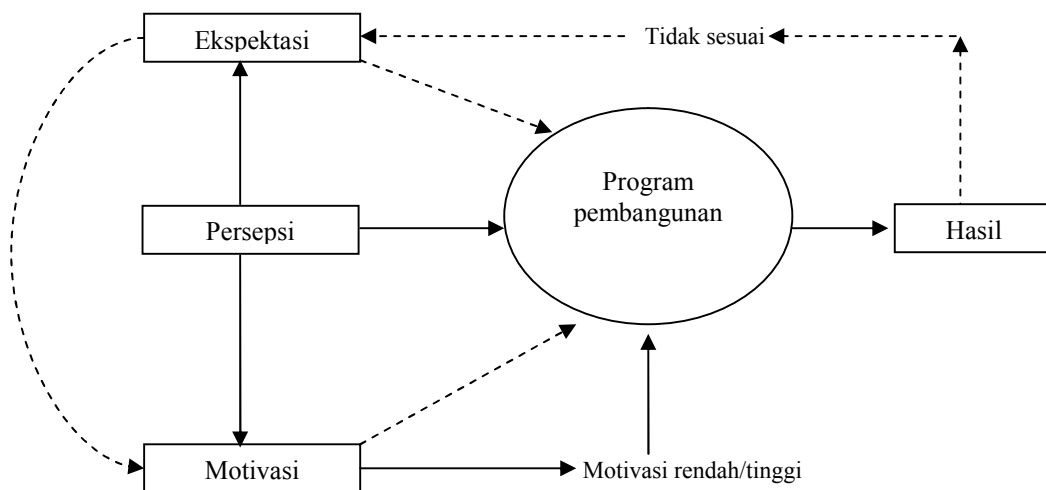 Ekspektasi
Tidak sesuai
Program
pembangunan
Persepsi
Hasil
Motivasi
Motivasi rendah/tinggi